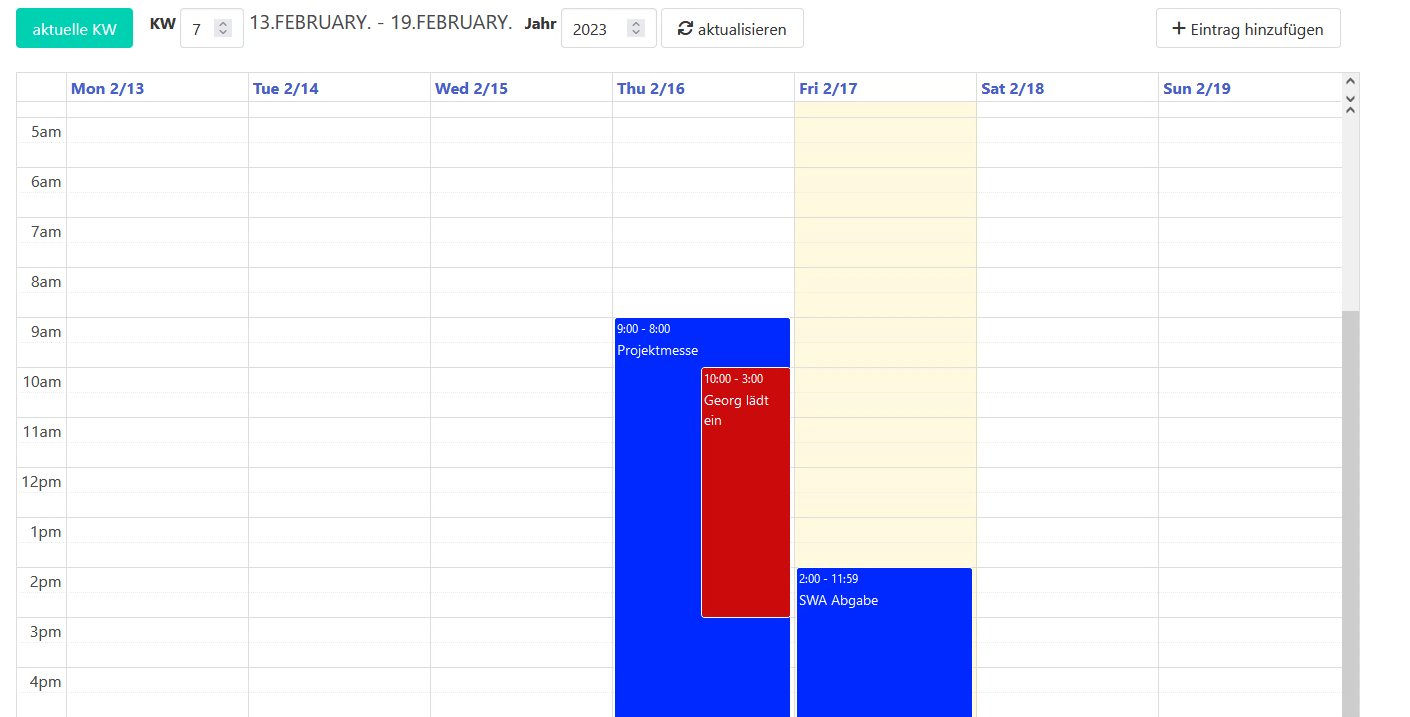 aktuelle KW KW 7 13.FEBRUARY. - 19.FEBRUARY. Jahr 2023 aktualisieren Eintrag hinzufügen
Mon 2/13 Tue 2/14 Wed 2/15 Thu 2/16 Fri 2/17 Sat 2/18 Sun 2/19
5am
6am
7am
8am
9am 9:00 - 8:00
Projektmesse
10am 10:00 - 3:00
Georg lädt
ein
11am
12pm
1pm
2pm 2:00 - 11:59
SWA Abgabe
3pm
4pm